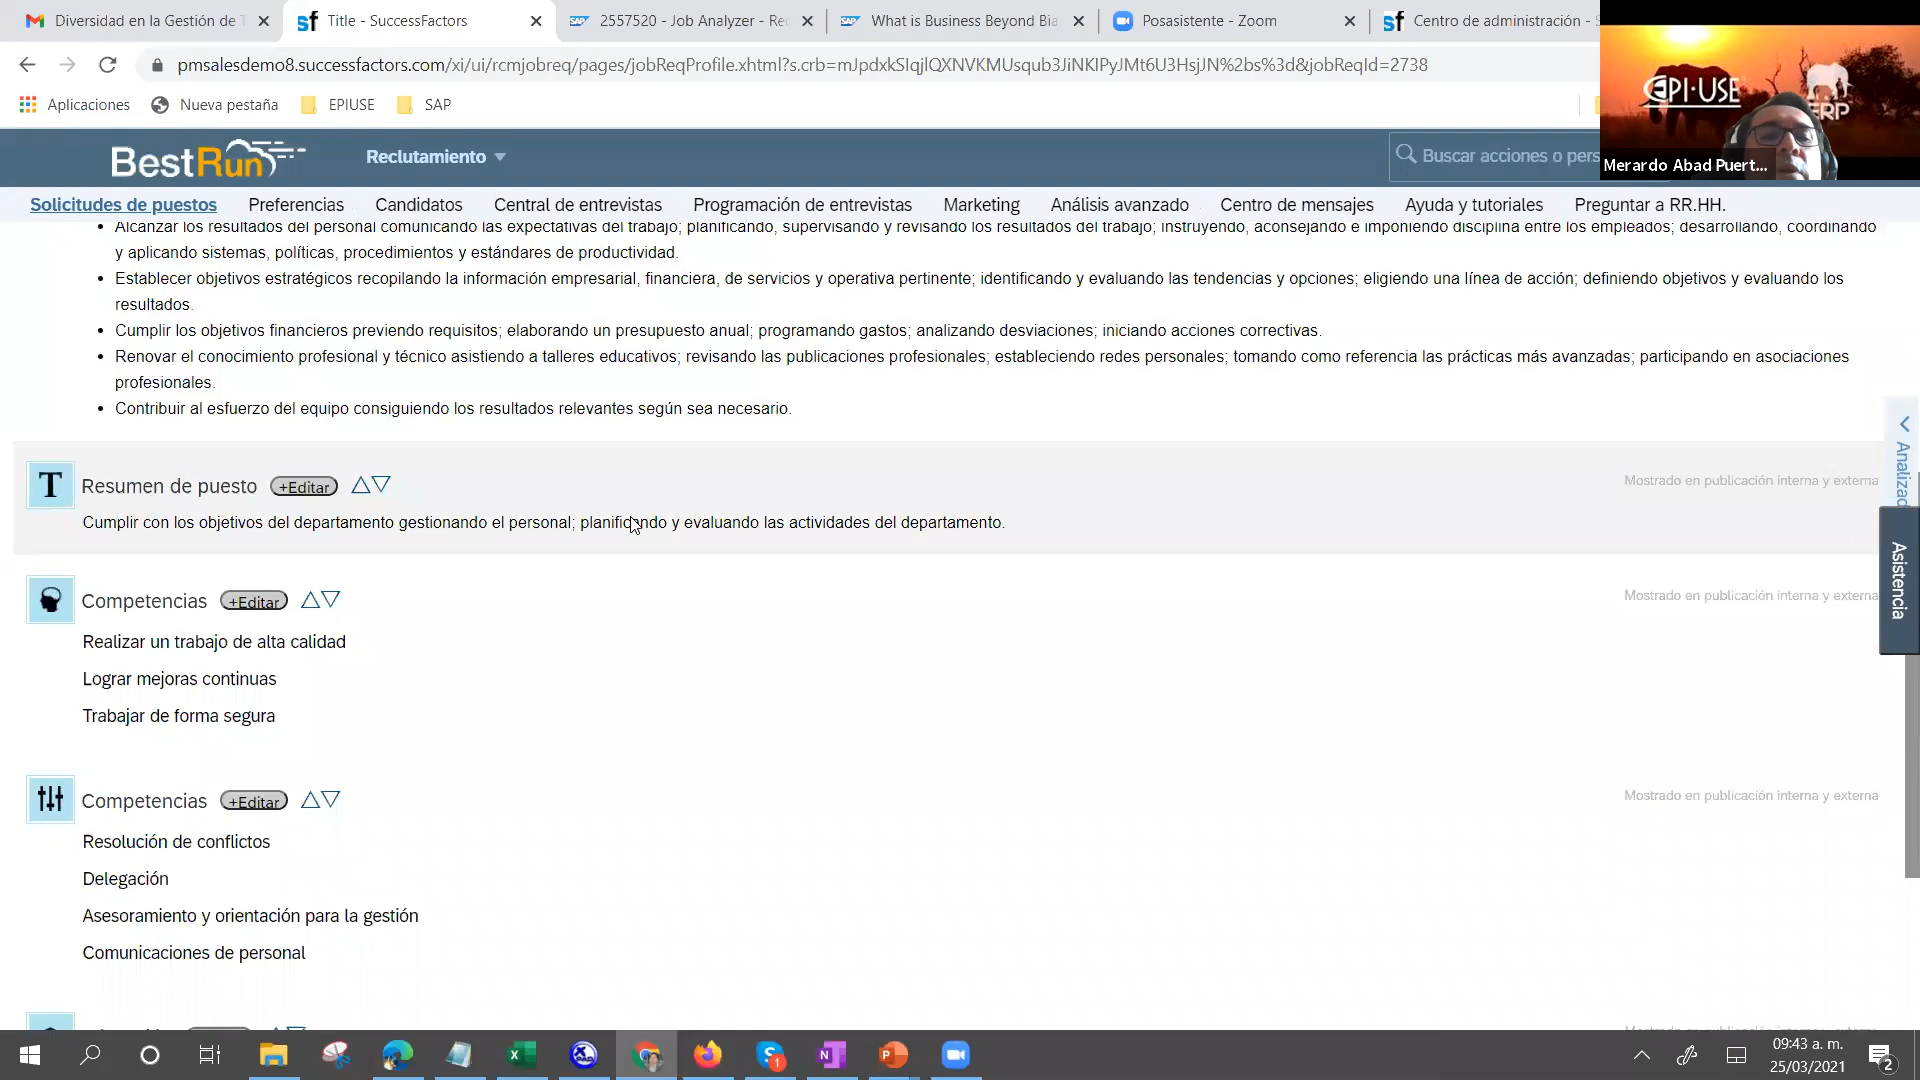 Diversidad en la Gestión de T
Title - SuccessFactors
2557520 - Job Analyzer - Rec
What is Business Beyond Bia
Posasistente - Zoom
Centro de administración - S
pmsalesdemo8.successfactors.com/xi/ui/rcmjobreq/pages/jobReqProfile.xhtml?s.crb=mJpdxkSIqjlQXNVKMUsqub3JiNKIPyJMt6U3HsjJN%2bs%3d&jobReqId=2738
Aplicaciones
Nueva pestaña
EPIUSE
SAP
EPI·USE
ERP
Merardo Abad Puert...
BestRun
Reclutamiento
Buscar acciones o pers
Solicitudes de puestos
Preferencias
Candidatos
Central de entrevistas
Programación de entrevistas
Marketing
Análisis avanzado
Centro de mensajes
Ayuda y tutoriales
Preguntar a RR.HH.
• Alcanzar los resultados del personal comunicando las expectativas del trabajo; planificando, supervisando y revisando los resultados del trabajo; instruyendo, aconsejando e imponiendo disciplina entre los empleados; desarrollando, coordinando
y aplicando sistemas, políticas, procedimientos y estándares de productividad.
• Establecer objetivos estratégicos recopilando la información empresarial, financiera, de servicios y operativa pertinente; identificando y evaluando las tendencias y opciones; eligiendo una línea de acción; definiendo objetivos y evaluando los
resultados.
• Cumplir los objetivos financieros previendo requisitos; elaborando un presupuesto anual; programando gastos; analizando desviaciones; iniciando acciones correctivas.
• Renovar el conocimiento profesional y técnico asistiendo a talleres educativos; revisando las publicaciones profesionales; estableciendo redes personales; tomando como referencia las prácticas más avanzadas; participando en asociaciones
profesionales.
• Contribuir al esfuerzo del equipo consiguiendo los resultados relevantes según sea necesario.
T
Resumen de puesto
+Editar
Mostrado en publicación interna y externa
Cumplir con los objetivos del departamento gestionando el personal; planificando y evaluando las actividades del departamento.
Analizad
Asistencia
Competencias
+Editar
Mostrado en publicación interna y externa
Realizar un trabajo de alta calidad
Lograr mejoras continuas
Trabajar de forma segura
Competencias
+Editar
Mostrado en publicación interna y externa
Resolución de conflictos
Delegación
Asesoramiento y orientación para la gestión
Comunicaciones de personal
09:43 a. m.
25/03/2021
2